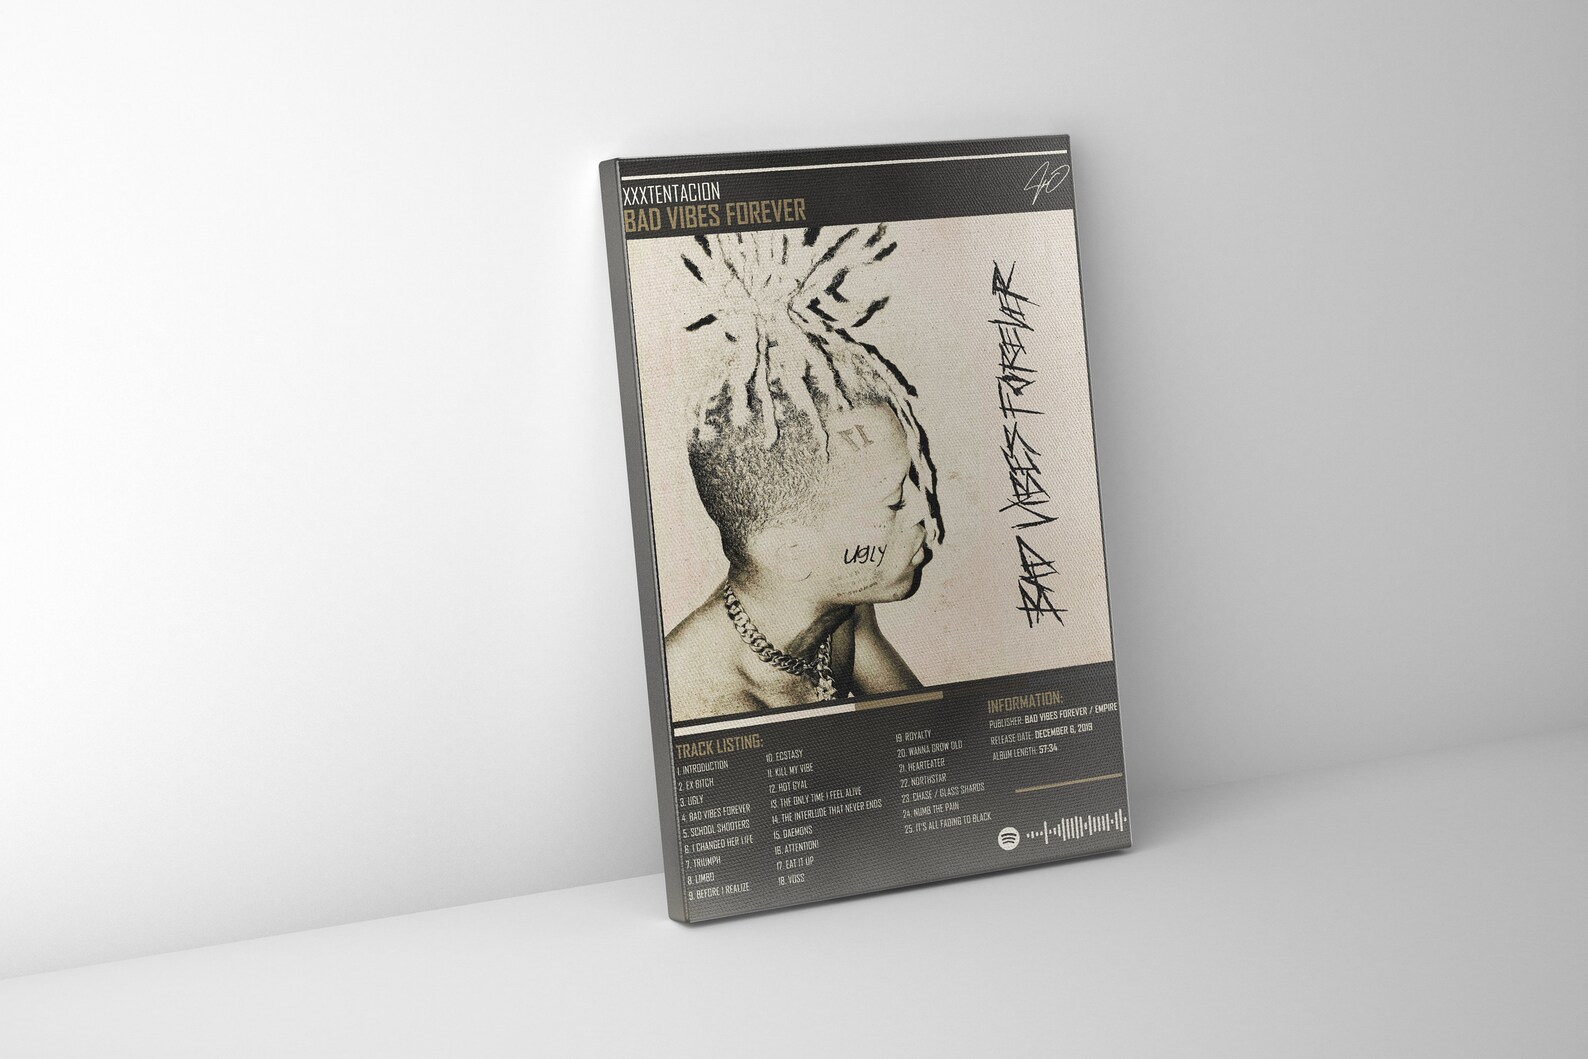 XXXTENTACION
BAD VIBES FOREVER
17
UGLY
BAD VIBES FOREVER
TRACK LISTING:
1. INTRODUCTION
2. EX BITCH
3. UGLY
4. BAD VIBES FOREVER
5. SCHOOL SHOOTERS
6. I CHANGED HER LIFE
7. TRIUMPH
8. LIMBO
9. BEFORE I REALIZE
10. ECSTASY
11. KILL MY VIBE
12. HOT GYAL
13. THE ONLY TIME I FEEL ALIVE
14. THE INTERLUDE THAT NEVER ENDS
15. DAEMONS
16. ATTENTION!
17. EAT IT UP
18. VOSS
19. ROYALTY
20. WANNA GROW OLD
21. HEARTEATER
22. NORTHSTAR
23. CHASE / GLASS SHARDS
24. NUMB THE PAIN
25. IT'S ALL FADING TO BLACK
INFORMATION:
PUBLISHER: BAD VIBES FOREVER / EMPIRE
RELEASE DATE: DECEMBER 6, 2019
ALBUM LENGTH: 57:34